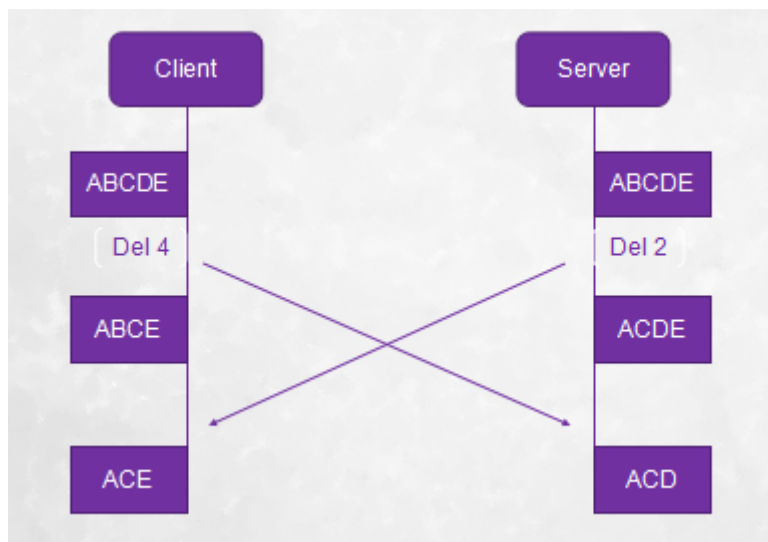 Client
Server
ABCDE
ABCDE
Del 4
Del 2
ABCE
ACDE
ACE
ACD